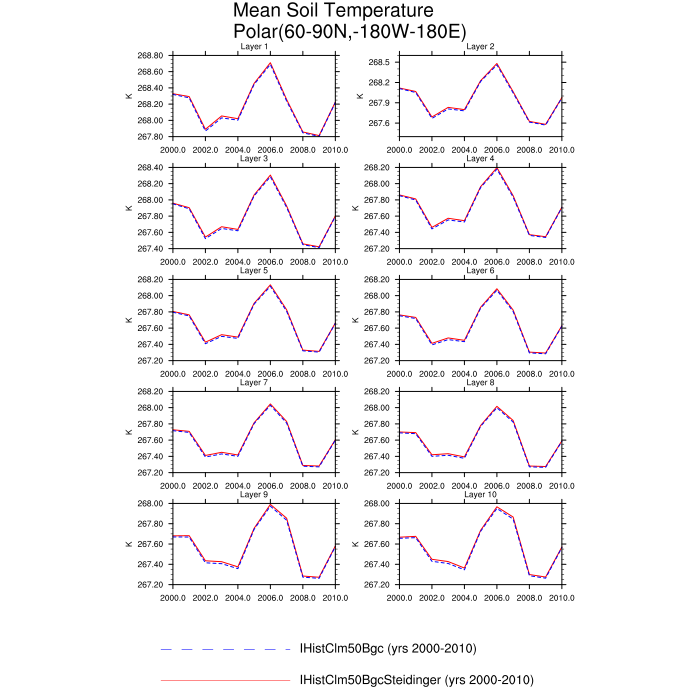 Mean Soil Temperature
Polar(60-90N,-180W-180E)
Layer 1
268.80
268.60
268.40
268.20
268.00
267.80
K
2000.0 2002.0 2004.0 2006.0 2008.0 2010.0
Layer 2
268.5
268.2
267.9
267.6
K
2000.0 2002.0 2004.0 2006.0 2008.0 2010.0
Layer 3
268.40
268.20
268.00
267.80
267.60
267.40
K
2000.0 2002.0 2004.0 2006.0 2008.0 2010.0
Layer 4
268.20
268.00
267.80
267.60
267.40
267.20
K
2000.0 2002.0 2004.0 2006.0 2008.0 2010.0
Layer 5
268.20
268.00
267.80
267.60
267.40
267.20
K
2000.0 2002.0 2004.0 2006.0 2008.0 2010.0
Layer 6
268.20
268.00
267.80
267.60
267.40
267.20
K
2000.0 2002.0 2004.0 2006.0 2008.0 2010.0
Layer 7
268.20
268.00
267.80
267.60
267.40
267.20
K
2000.0 2002.0 2004.0 2006.0 2008.0 2010.0
Layer 8
268.20
268.00
267.80
267.60
267.40
267.20
K
2000.0 2002.0 2004.0 2006.0 2008.0 2010.0
Layer 9
268.00
267.80
267.60
267.40
267.20
K
2000.0 2002.0 2004.0 2006.0 2008.0 2010.0
Layer 10
268.00
267.80
267.60
267.40
267.20
K
2000.0 2002.0 2004.0 2006.0 2008.0 2010.0
IHistClm50Bgc (yrs 2000-2010)
IHistClm50BgcSteidinger (yrs 2000-2010)